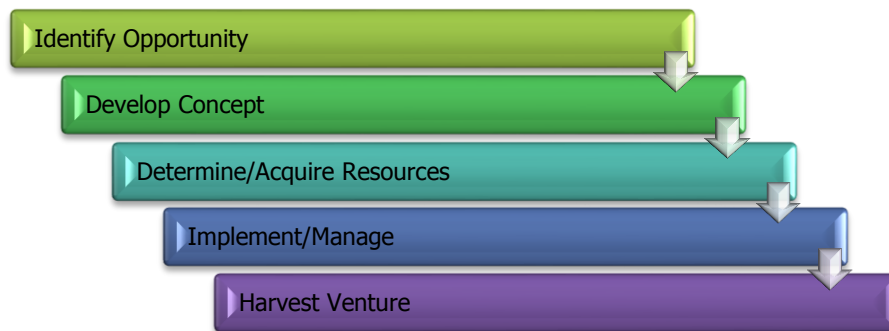 Identify Opportunity
Develop Concept
Determine/Acquire Resources
Implement/Manage
Harvest Venture